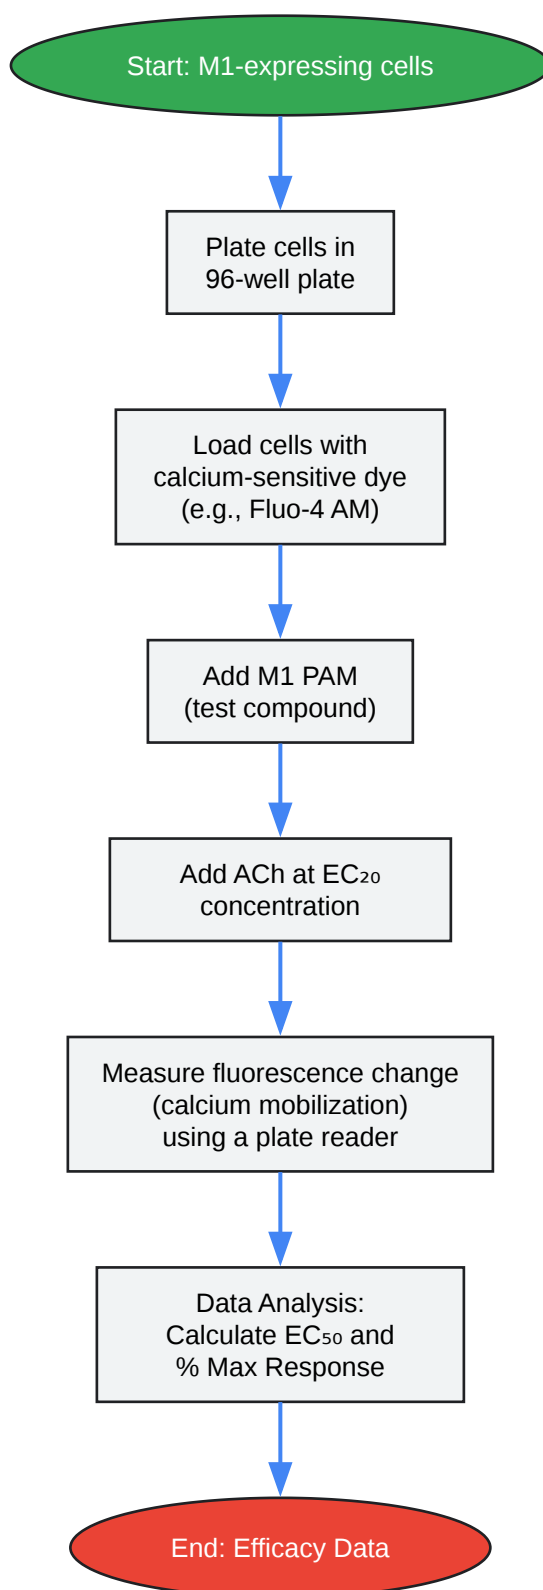 Start: M1-expressing cells
Plate cells in
96-well plate
Load cells with
calcium-sensitive dye
(e.g., Fluo-4 AM)
Add M1 PAM
(test compound)
Add ACh at EC₂₀
concentration
Measure fluorescence change
(calcium mobilization)
using a plate reader
Data Analysis:
Calculate EC₅₀ and
% Max Response
End: Efficacy Data